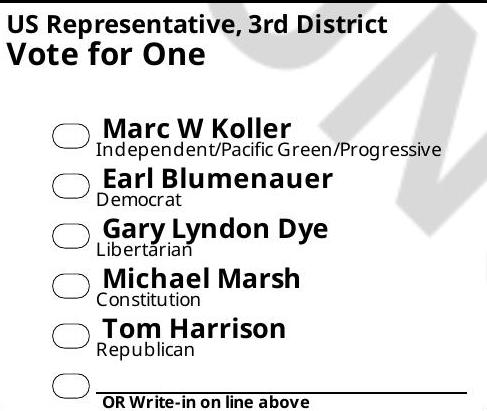 US Representative, 3rd District
Vote for One
Marc W Koller
Independent/Pacific Green/Progressive
Earl Blumenauer
Democrat
Gary Lyndon Dye
Libertarian
Michael Marsh
Constitution
Tom Harrison
Republican
OR Write-in on line above